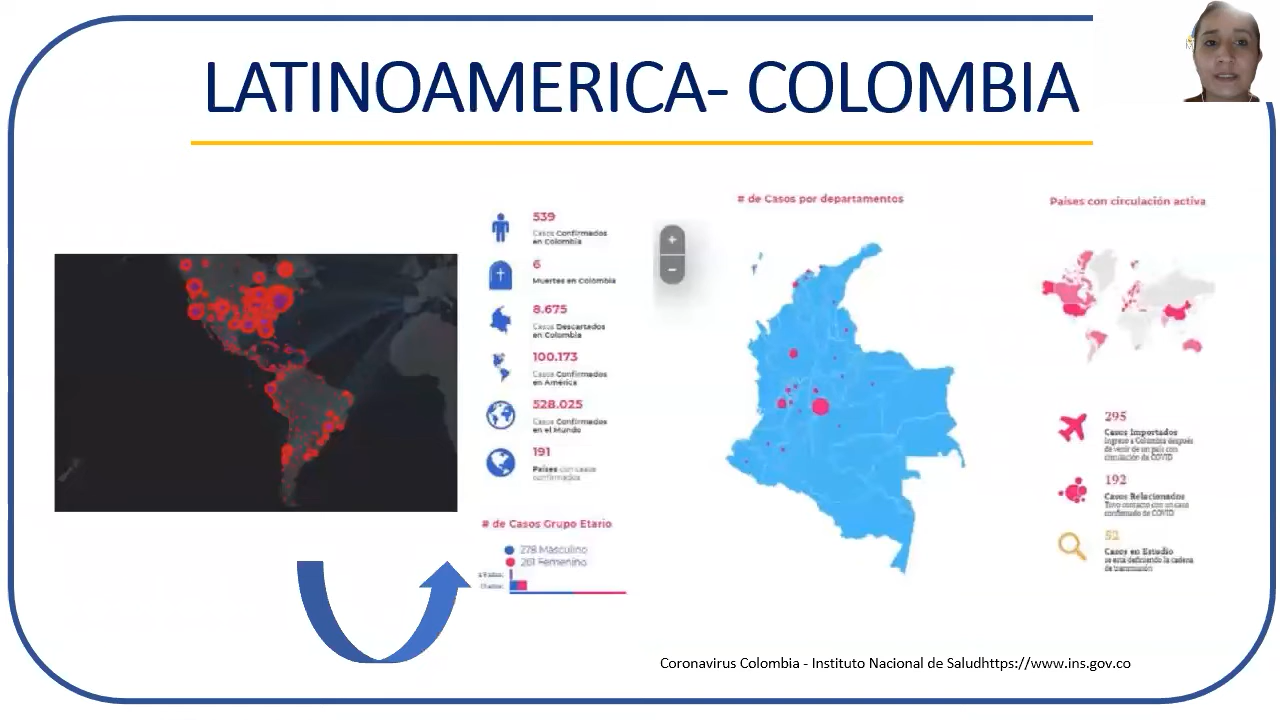 LATINOAMERICA- COLOMBIA
539
Casos Confirmados
en Colombia
6
Muertes en Colombia
8.675
Casos Descartados
en Colombia
100.173
Casos Confirmados
en América
528.025
Casos Confirmados
en el Mundo
191
Países con casos
confirmados
# de Casos Grupo Etario
278 Masculino
261 Femenino
+
−
# de Casos por departamentos
Países con circulación activa
295
Casos Importados
Ingreso a Colombia después
de venir de un país con
circulación de COVID
192
Casos Relacionados
Tuvo contacto con un caso
confirmado de COVID
52
Casos en Estudio
se está definiendo la cadena
de transmisión
Coronavirus Colombia - Instituto Nacional de Saludhttps://www.ins.gov.co